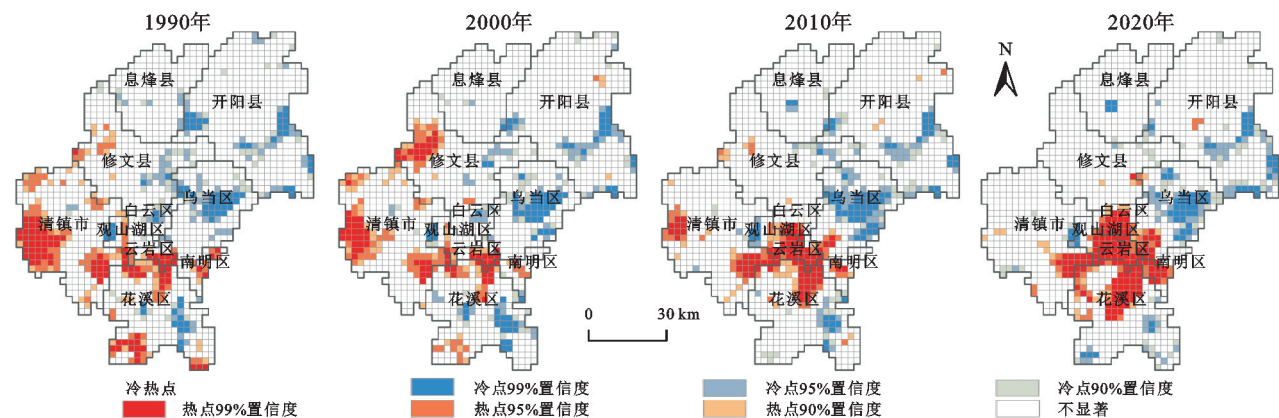 1990年
2000年
2010年
2020年
N
息烽县
开阳县
修文县
乌当区
白云区
清镇市
观山湖区
云岩区
南明区
花溪区
息烽县
开阳县
修文县
乌当区
白云区
清镇市
观山湖区
云岩区
南明区
花溪区
息烽县
开阳县
修文县
乌当区
白云区
清镇市
观山湖区
云岩区
南明区
花溪区
息烽县
开阳县
修文县
乌当区
白云区
清镇市
观山湖区
云岩区
南明区
花溪区
0 30 km
冷热点 冷点99%置信度 冷点95%置信度 冷点90%置信度
热点99%置信度 热点95%置信度 热点90%置信度 不显著